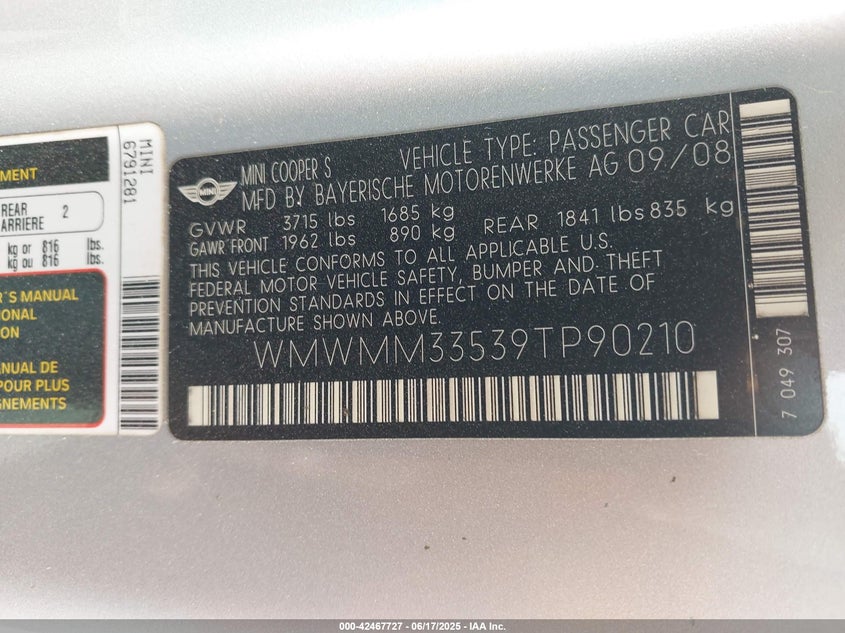 EMENT
REAR 2
ARRIERE
kg or 816 lbs.
kg ou 816 lbs.
R'S MANUAL
IONAL
ION
ANUAL DE
POUR PLUS
GNEMENTS
MINI
6791281
MINI
MINI COOPER S VEHICLE TYPE: PASSENGER CAR
MFD BY BAYERISCHE MOTORENWERKE AG 09/08
GVWR 3715 lbs 1685 kg
GAWR FRONT 1962 lbs 890 kg REAR 1841 lbs 835 kg
THIS VEHICLE CONFORMS TO ALL APPLICABLE U.S.
FEDERAL MOTOR VEHICLE SAFETY, BUMPER AND THEFT
PREVENTION STANDARDS IN EFFECT ON THE DATE OF
MANUFACTURE SHOWN ABOVE.
WMWMM33539TP90210
7 049 307
000-42467727 - 06/17/2025 - IAA Inc.